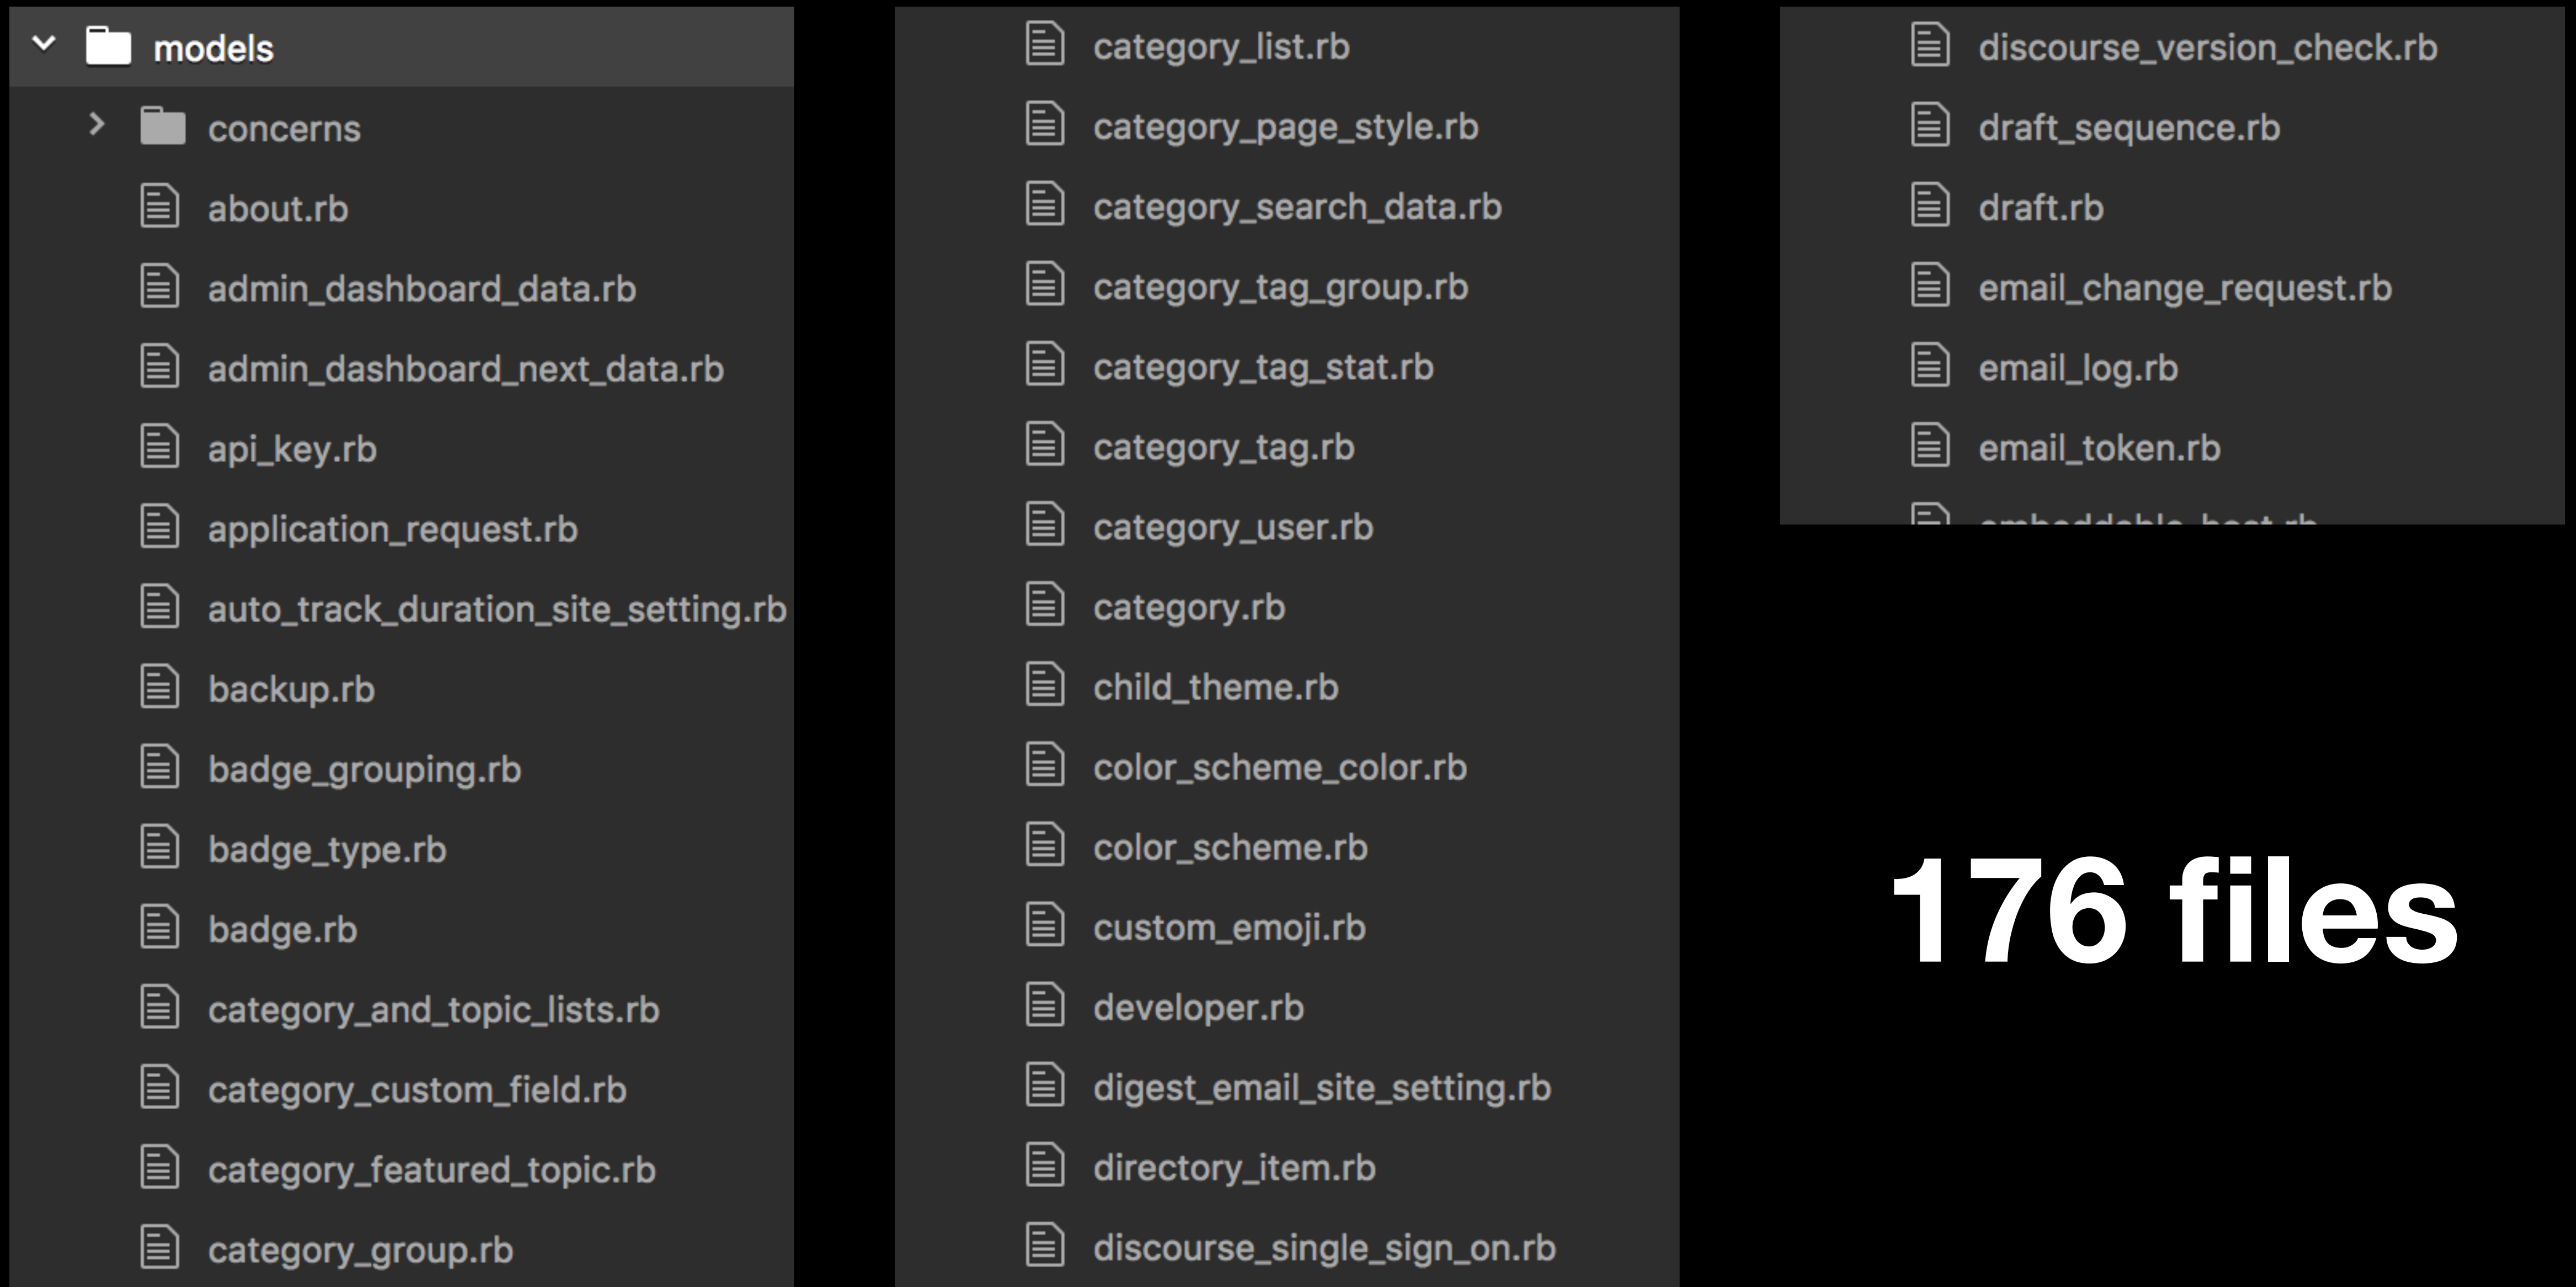 models
concerns
about.rb
admin_dashboard_data.rb
admin_dashboard_next_data.rb
api_key.rb
application_request.rb
auto_track_duration_site_setting.rb
backup.rb
badge_grouping.rb
badge_type.rb
badge.rb
category_and_topic_lists.rb
category_custom_field.rb
category_featured_topic.rb
category_group.rb
category_list.rb
category_page_style.rb
category_search_data.rb
category_tag_group.rb
category_tag_stat.rb
category_tag.rb
category_user.rb
category.rb
child_theme.rb
color_scheme_color.rb
color_scheme.rb
custom_emoji.rb
developer.rb
digest_email_site_setting.rb
directory_item.rb
discourse_single_sign_on.rb
discourse_version_check.rb
draft_sequence.rb
draft.rb
email_change_request.rb
email_log.rb
email_token.rb
embeddable_host.rb
176 files